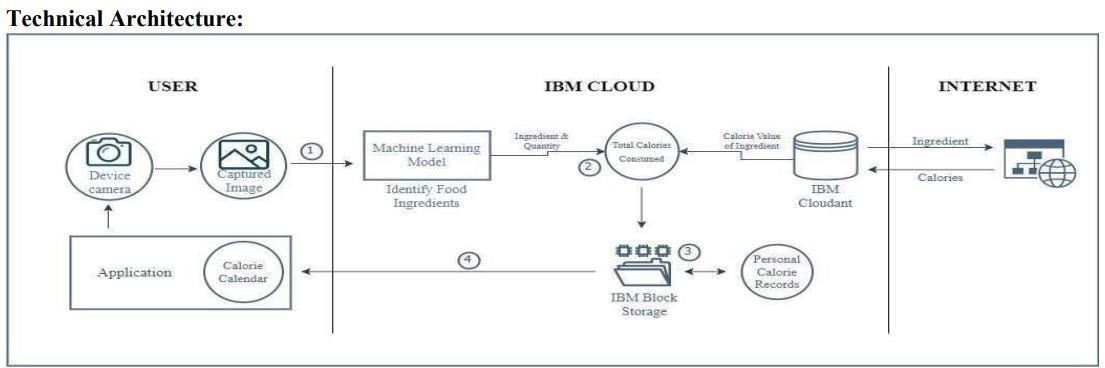 Technical Architecture:
USER
IBM CLOUD
INTERNET
Device
camera
Captured
Image
1
Machine Learning
Model
Identify Food
Ingredients
Ingredient &
Quantity
2
Total Calories
Consumed
Calorie Value
of Ingredient
IBM
Cloudant
Ingredient
Calories
Application
Calorie
Calendar
4
IBM Block
Storage
3
Personal
Calorie
Records